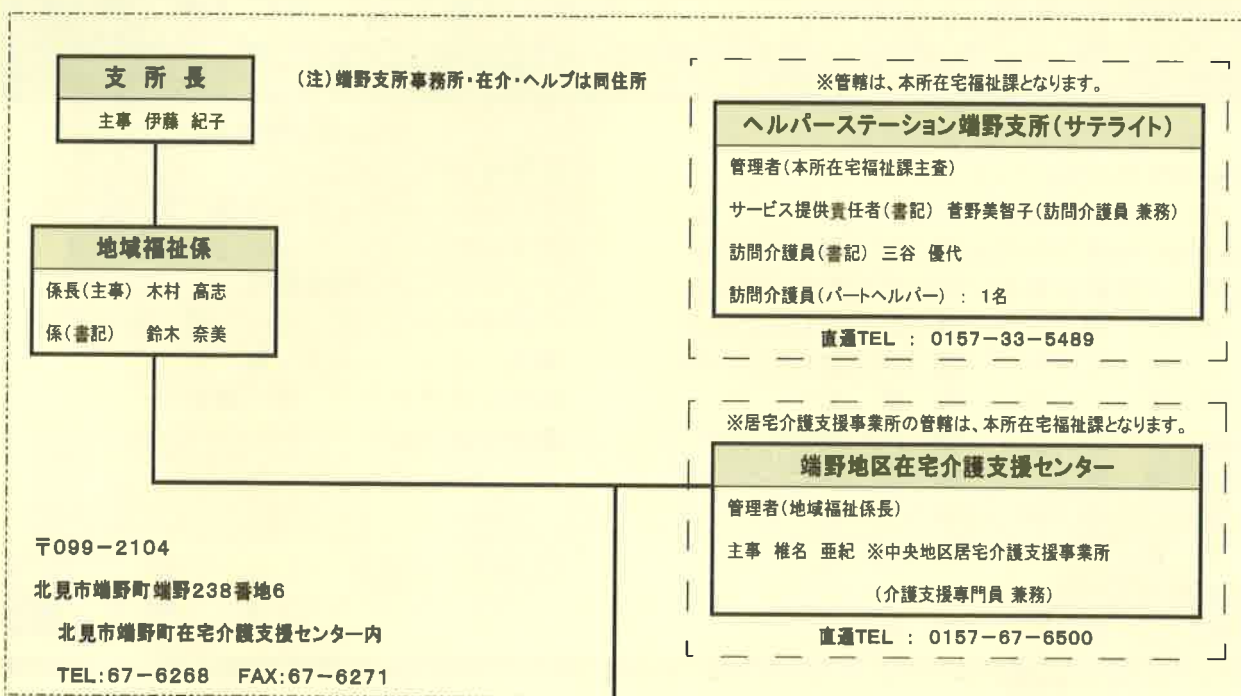 支 所 長
主事 伊藤 紀子
(注)端野支所事務所・在介・ヘルプは同住所
地域福祉係
係長(主事) 木村 高志
係(書記) 鈴木 奈美
※管轄は、本所在宅福祉課となります。
ヘルパーステーション端野支所(サテライト)
管理者(本所在宅福祉課主査)
サービス提供責任者(書記) 菅野美智子(訪問介護員 兼務)
訪問介護員(書記) 三谷 優代
訪問介護員(パートヘルパー) : 1名
直通TEL : 0157-33-5489
※居宅介護支援事業所の管轄は、本所在宅福祉課となります。
端野地区在宅介護支援センター
管理者(地域福祉係長)
主事 椎名 亜紀 ※中央地区居宅介護支援事業所
(介護支援専門員 兼務)
直通TEL : 0157-67-6500
〒099-2104
北見市端野町端野238番地6
北見市端野町在宅介護支援センター内
TEL:67-6268 FAX:67-6271